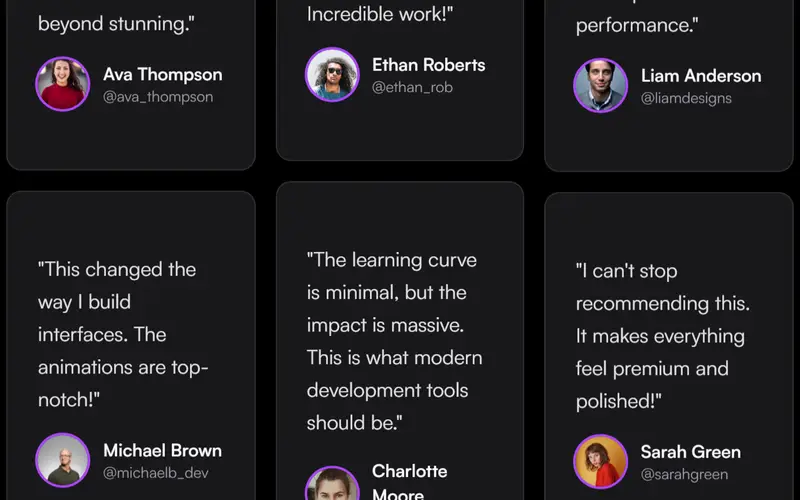 beyond stunning."
Ava Thompson
@ava_thompson
Incredible work!"
Ethan Roberts
@ethan_rob
performance."
Liam Anderson
@liamdesigns
"This changed the
way I build
interfaces. The
animations are top-
notch!"
Michael Brown
@michaelb_dev
"The learning curve
is minimal, but the
impact is massive.
This is what modern
development tools
should be."
Charlotte
Moore
"I can't stop
recommending this.
It makes everything
feel premium and
polished!"
Sarah Green
@sarahgreen